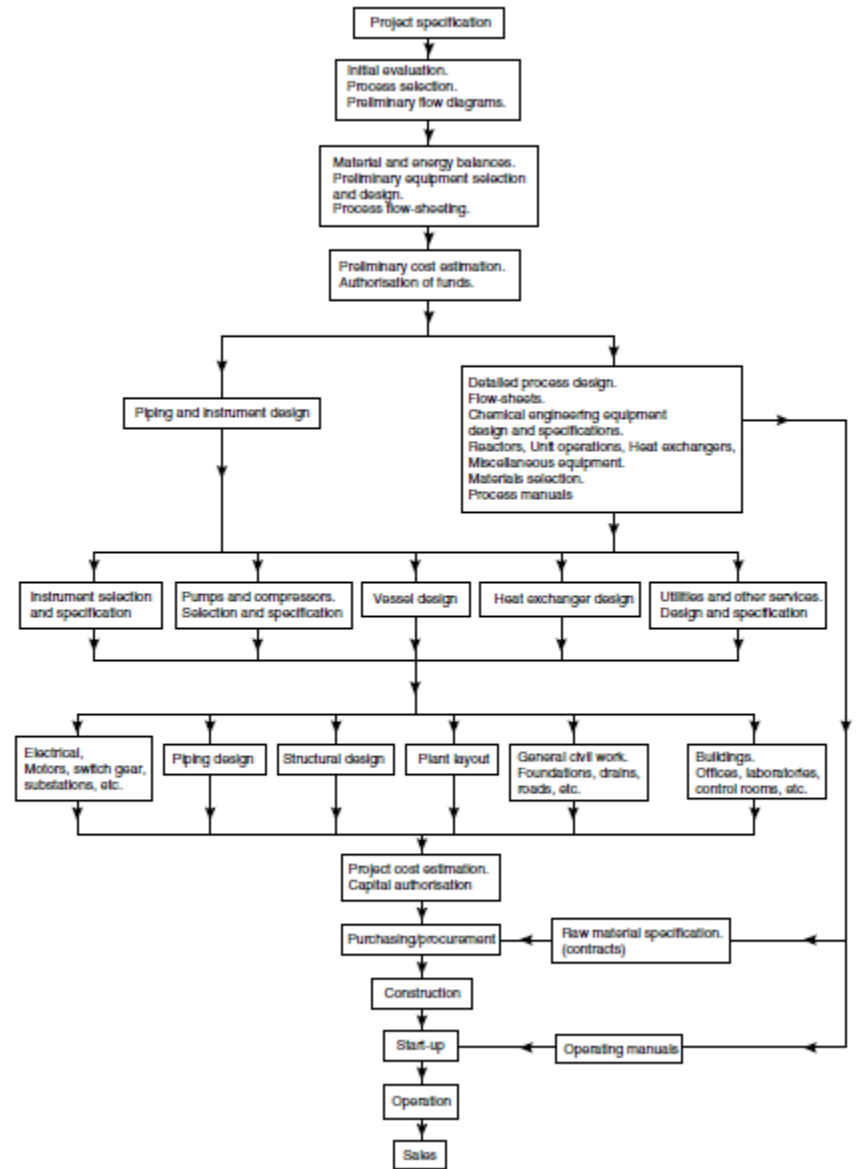 Project specification
Initial evaluation.
Process selection.
Preliminary flow diagrams.
Material and energy balances.
Preliminary equipment selection
and design.
Process flow-sheeting.
Preliminary cost estimation.
Authorisation of funds.
Piping and instrument design
Detailed process design.
Flow-sheets.
Chemical engineering equipment
design and specifications.
Reactors, Unit operations, Heat exchangers,
Miscellaneous equipment.
Materials selection.
Process manuals
Instrument selection
and specification
Pumps and compressors.
Selection and specification
Vessel design
Heat exchanger design
Utilities and other services.
Design and specification
Electrical,
Motors, switch gear,
substations, etc.
Piping design
Structural design
Plant layout
General civil work.
Foundations, drains,
roads, etc.
Buildings.
Offices, laboratories,
control rooms, etc.
Project cost estimation.
Capital authorisation
Purchasing/procurement
Raw material specification.
(contracts)
Construction
Start-up
Operating manuals
Operation
Sales